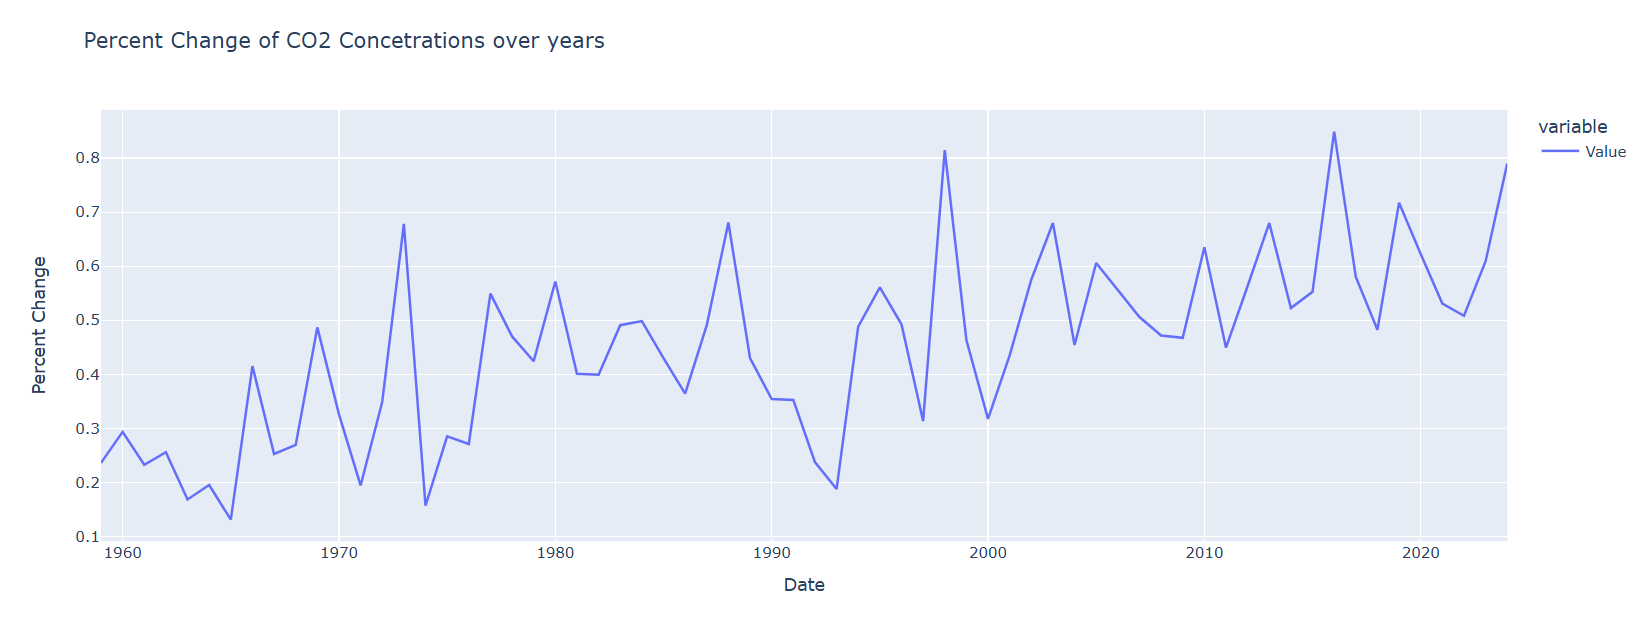 Percent Change of CO2 Concetrations over years
variable
Value
Percent Change
0.8
0.7
0.6
0.5
0.4
0.3
0.2
0.1
1960 1970 1980 1990 2000 2010 2020
Date